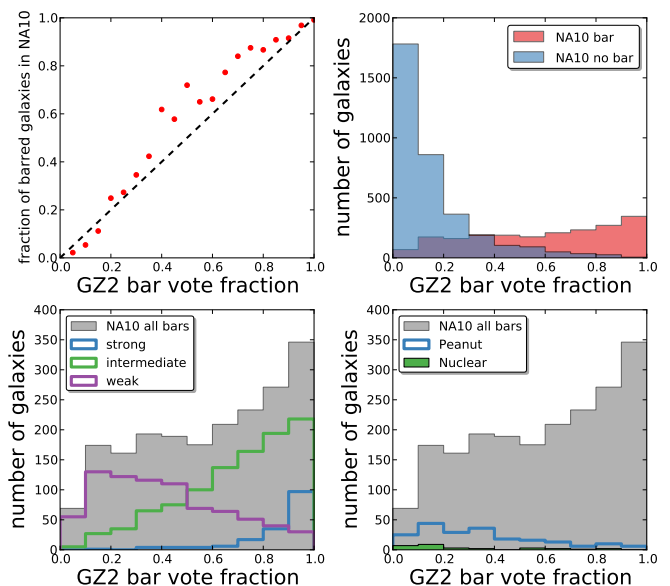 fraction of barred galaxies in NA10
1.0
0.8
0.6
0.4
0.2
0.0
0.0 0.2 0.4 0.6 0.8 1.0
GZ2 bar vote fraction
number of galaxies
2000
1500
1000
500
0
NA10 bar
NA10 no bar
0.0 0.2 0.4 0.6 0.8 1.0
GZ2 bar vote fraction
number of galaxies
400
350
300
250
200
150
100
50
0
NA10 all bars
strong
intermediate
weak
0.0 0.2 0.4 0.6 0.8 1.0
GZ2 bar vote fraction
number of galaxies
400
350
300
250
200
150
100
50
0
NA10 all bars
Peanut
Nuclear
0.0 0.2 0.4 0.6 0.8 1.0
GZ2 bar vote fraction